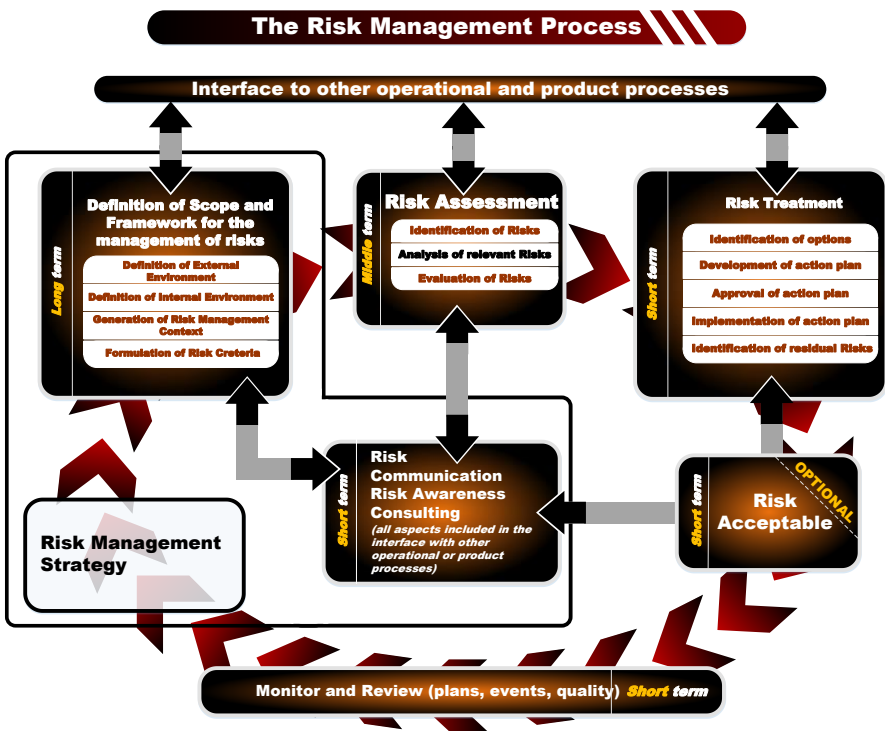 The Risk Management Process
Interface to other operational and product processes
Long term
Definition of Scope and
Framework for the
management of risks
Definition of External
Environment
Definition of Internal Environment
Generation of Risk Management
Context
Formulation of Risk Creteria
Middle term
Risk Assessment
Identification of Risks
Analysis of relevant Risks
Evaluation of Risks
Short term
Risk Treatment
Identification of options
Development of action plan
Approval of action plan
Implementation of action plan
Identification of residual Risks
Short term
Risk
Communication
Risk Awareness
Consulting
(all aspects included in the
interface with other
operational or product
processes)
Short term
Risk
Acceptable
OPTIONAL
Risk Management
Strategy
Monitor and Review (plans, events, quality) Short term